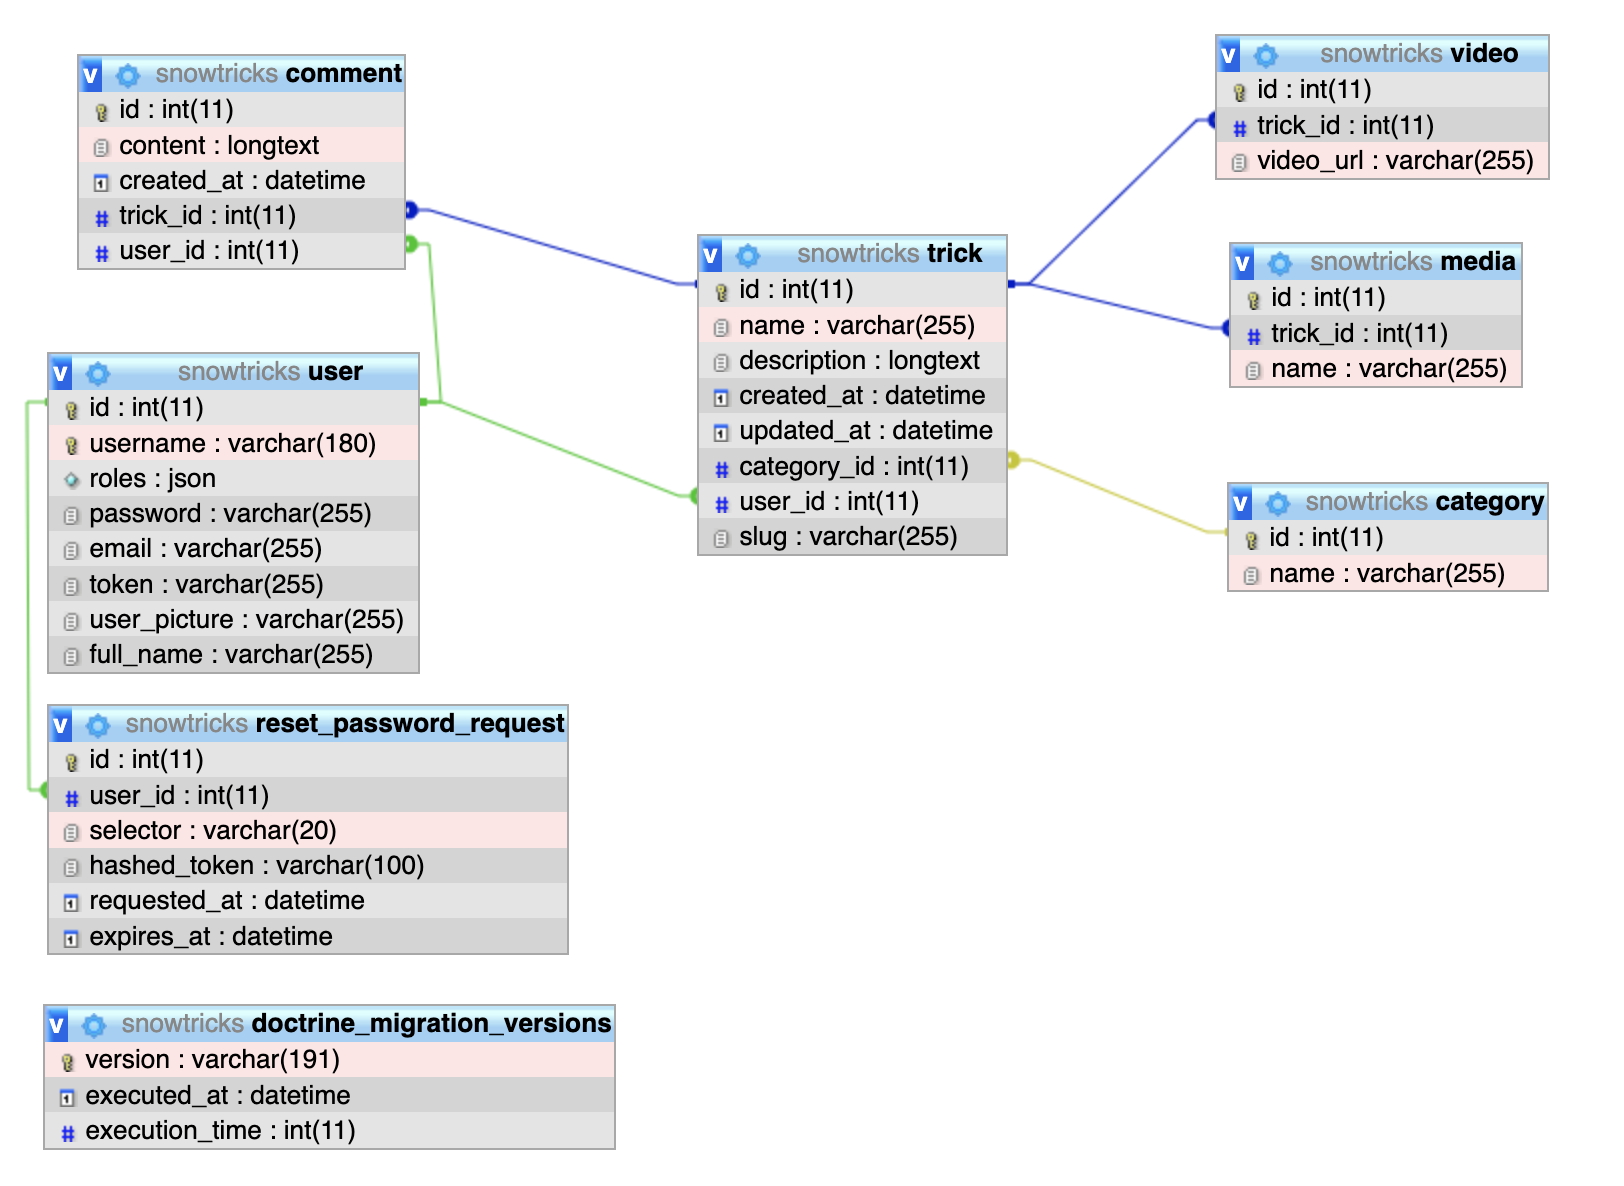 v snowtricks comment
id : int(11)
content : longtext
created_at : datetime
trick_id : int(11)
user_id : int(11)
v snowtricks user
id : int(11)
username : varchar(180)
roles : json
password : varchar(255)
email : varchar(255)
token : varchar(255)
user_picture : varchar(255)
full_name : varchar(255)
v snowtricks reset_password_request
id : int(11)
user_id : int(11)
selector : varchar(20)
hashed_token : varchar(100)
requested_at : datetime
expires_at : datetime
v snowtricks doctrine_migration_versions
version : varchar(191)
executed_at : datetime
execution_time : int(11)
v snowtricks trick
id : int(11)
name : varchar(255)
description : longtext
created_at : datetime
updated_at : datetime
category_id : int(11)
user_id : int(11)
slug : varchar(255)
v snowtricks video
id : int(11)
trick_id : int(11)
video_url : varchar(255)
v snowtricks media
id : int(11)
trick_id : int(11)
name : varchar(255)
v snowtricks category
id : int(11)
name : varchar(255)